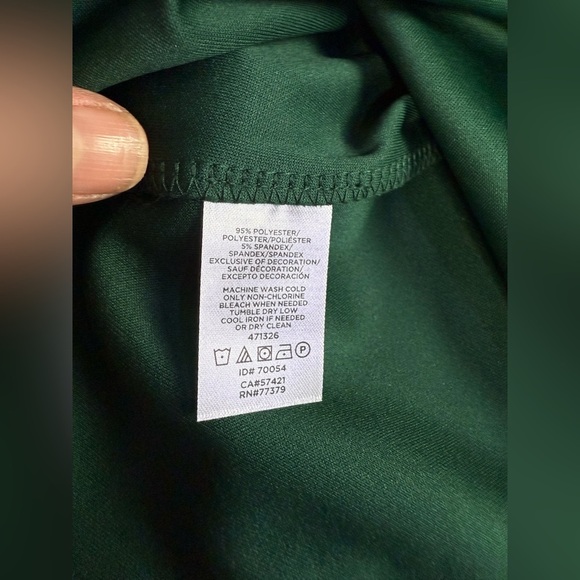 95% POLYESTER/
POLYESTER/POLIÉSTER
5% SPANDEX/
SPANDEX/SPANDEX
EXCLUSIVE OF DECORATION/
SAUF DÉCORATION/
EXCEPTO DECORACIÓN
MACHINE WASH COLD
ONLY NON-CHLORINE
BLEACH WHEN NEEDED
TUMBLE DRY LOW
COOL IRON IF NEEDED
OR DRY CLEAN
471326
P
ID# 70054
CA#57421
RN#77379